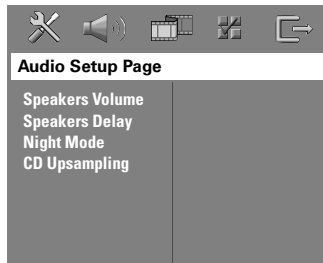 Audio Setup Page
Speakers Volume
Speakers Delay
Night Mode
CD Upsampling